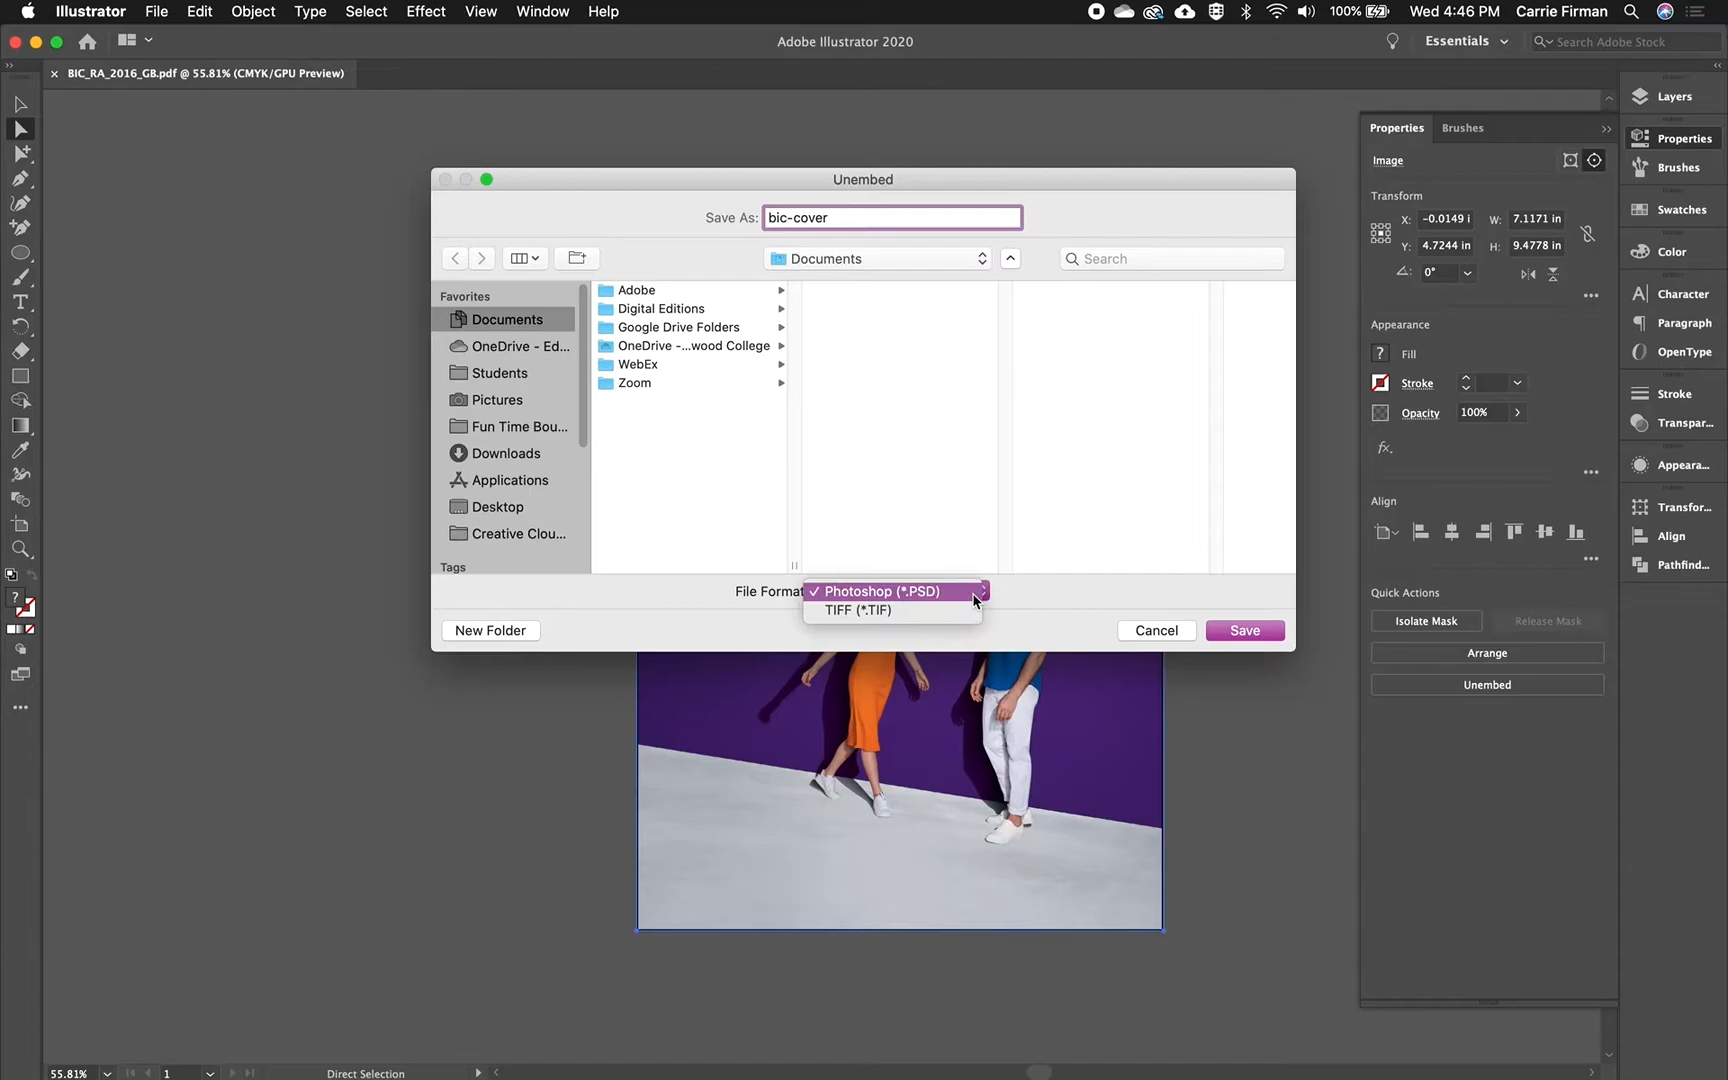 Illustrator File Edit Object Type Select Effect View Window Help
100% Wed 4:46 PM Carrie Firman
Adobe Illustrator 2020
Essentials
Search Adobe Stock
BIC_RA_2016_GB.pdf @ 55.81% (CMYK/GPU Preview)
Unembed
Save As: bic-cover
Documents
Search
Favorites
Documents
OneDrive - Ed...
Students
Pictures
Fun Time Bou...
Downloads
Applications
Desktop
Creative Clou...
Tags
Adobe
Digital Editions
Google Drive Folders
OneDrive -...wood College
WebEx
Zoom
File Format
✓ Photoshop (*.PSD)
TIFF (*.TIF)
New Folder
Cancel
Save
Properties Brushes
Image
Transform
X: -0.0149 i W: 7.1171 in
Y: 4.7244 in H: 9.4778 in
0°
Appearance
? Fill
Stroke
Opacity 100%
fx.
Align
Quick Actions
Isolate Mask Release Mask
Arrange
Unembed
Layers
Properties
Brushes
Swatches
Color
Character
Paragraph
OpenType
Stroke
Transpar...
Appeara...
Transfor...
Align
Pathfind...
55.81% 1 Direct Selection